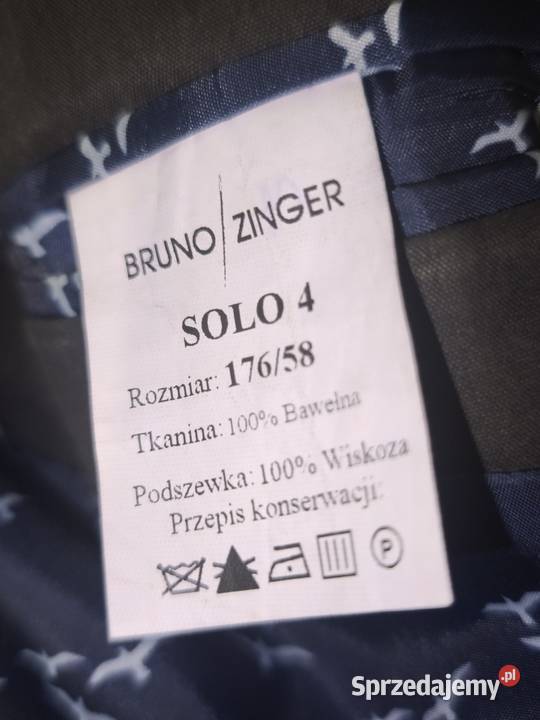 BRUNO ZINGER
SOLO 4
Rozmiar: 176/58
Tkanina: 100% Bawełna
Podszewka: 100% Wiskoza
Przepis konserwacji:
P
Sprzedajemy.pl